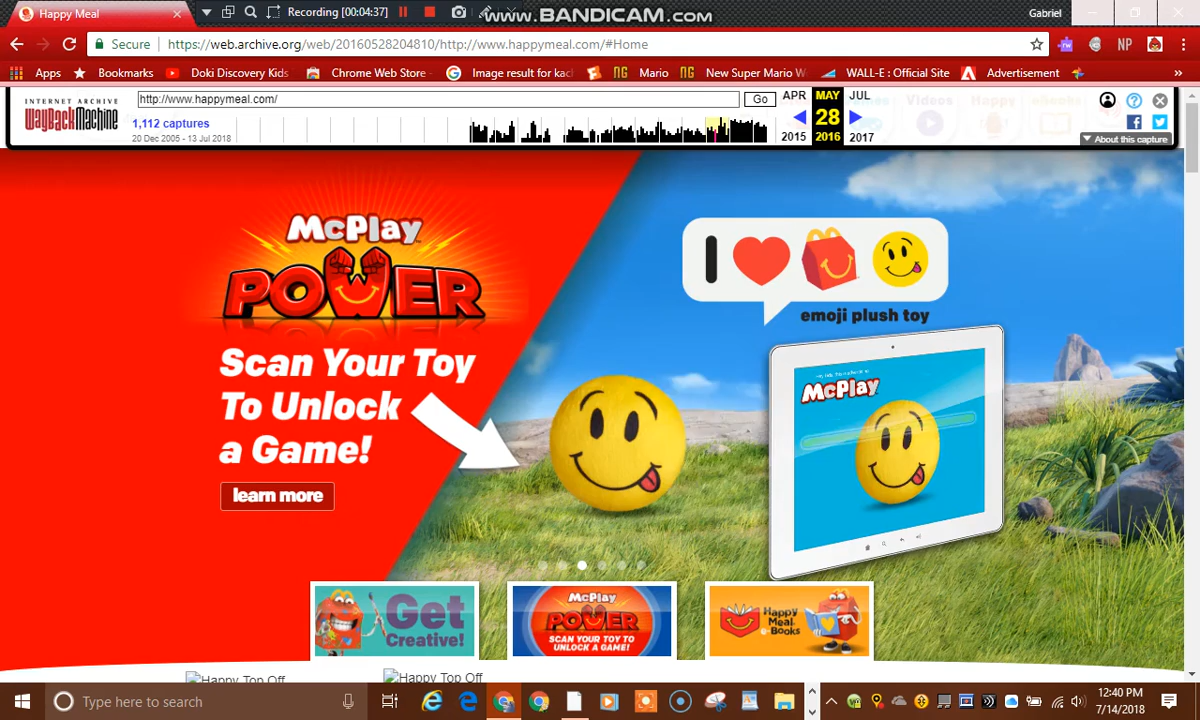 Happy Meal
Recording [00:04:37]
www.BANDICAM.com
Gabriel
Secure
https://web.archive.org/web/20160528204810/http://www.happymeal.com/#Home
NP
Apps
Bookmarks
Doki Discovery Kids
Chrome Web Store
Image result for kac
NG
Mario
NG
New Super Mario W
WALL-E : Official Site
Advertisement
»
INTERNET ARCHIVE
WayBackMachine
http://www.happymeal.com/
Go
APR
MAY
JUL
1,112 captures
28
20 Dec 2005 - 13 Jul 2018
2015
2016
2017
About this capture
Videos
Happy
McPlay
POWER
Scan Your Toy
To Unlock
a Game!
learn more
I
emoji plush toy
McPlay
Get
Creative!
McPlay
POWER
SCAN YOUR TOY TO
UNLOCK A GAME!
Happy
Meal
e-Books
Happy Top Off
Happy Top Off
Type here to search
12:40 PM
7/14/2018